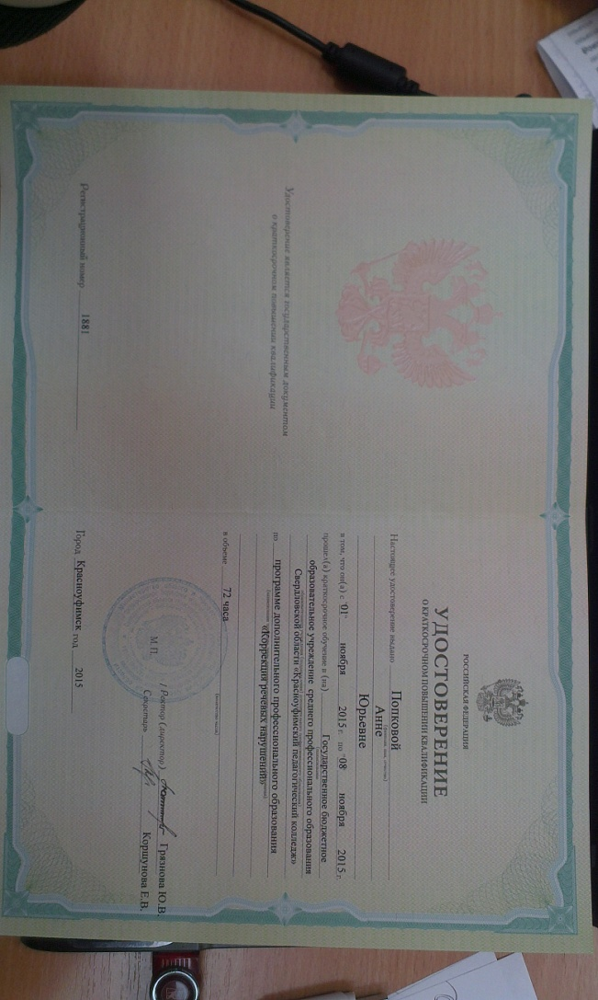 Удостоверение является государственным документом
о краткосрочном повышении квалификации
Регистрационный номер 1881
РОССИЙСКАЯ ФЕДЕРАЦИЯ
УДОСТОВЕРЕНИЕ
О КРАТКОСРОЧНОМ ПОВЫШЕНИИ КВАЛИФИКАЦИИ
Настоящее удостоверение выдано Попковой
Анне
Юрьевне
в том, что он(а) с "01" ноября 2015 г. по "08 ноября 2015 г.
прошел(а) краткосрочное обучение в (на) Государственное бюджетное
образовательное учреждение среднего профессионального образования
Свердловской области «Красноуфимский педагогический колледж»
по программе дополнительного профессионального образования
«Коррекция речевых нарушений»
в объеме 72 часа
М.П.
Ректор (директор) Грязнова Ю.В.
Секретарь Коршунова Е.В.
Город Красноуфимск год 2015